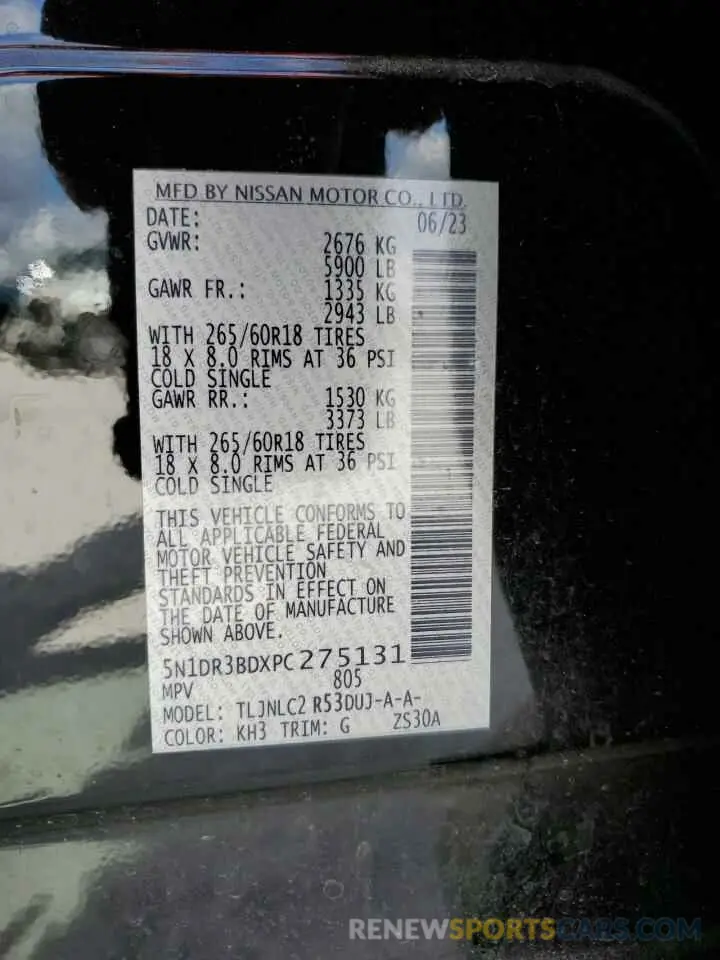 MFD BY NISSAN MOTOR CO., LTD.
DATE: 06/23
GVWR: 2676 KG
5900 LB
GAWR FR.: 1335 KG
2943 LB
WITH 265/60R18 TIRES
18 X 8.0 RIMS AT 36 PSI
COLD SINGLE
GAWR RR.: 1530 KG
3373 LB
WITH 265/60R18 TIRES
18 X 8.0 RIMS AT 36 PSI
COLD SINGLE
THIS VEHICLE CONFORMS TO
ALL APPLICABLE FEDERAL
MOTOR VEHICLE SAFETY AND
THEFT PREVENTION
STANDARDS IN EFFECT ON
THE DATE OF MANUFACTURE
SHOWN ABOVE.
5N1DR3BDXPC275131
MPV 805
MODEL: TLJNLC2 R53DUJ-A-A-
COLOR: KH3 TRIM: G ZS30A
RENEWSPORTSCARS.COM